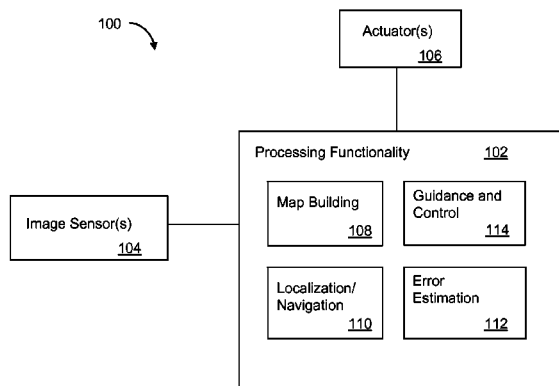 100
Actuator(s)
106
Processing Functionality 102
Image Sensor(s)
104
Map Building
108
Guidance and
Control
114
Localization/
Navigation
110
Error
Estimation
112